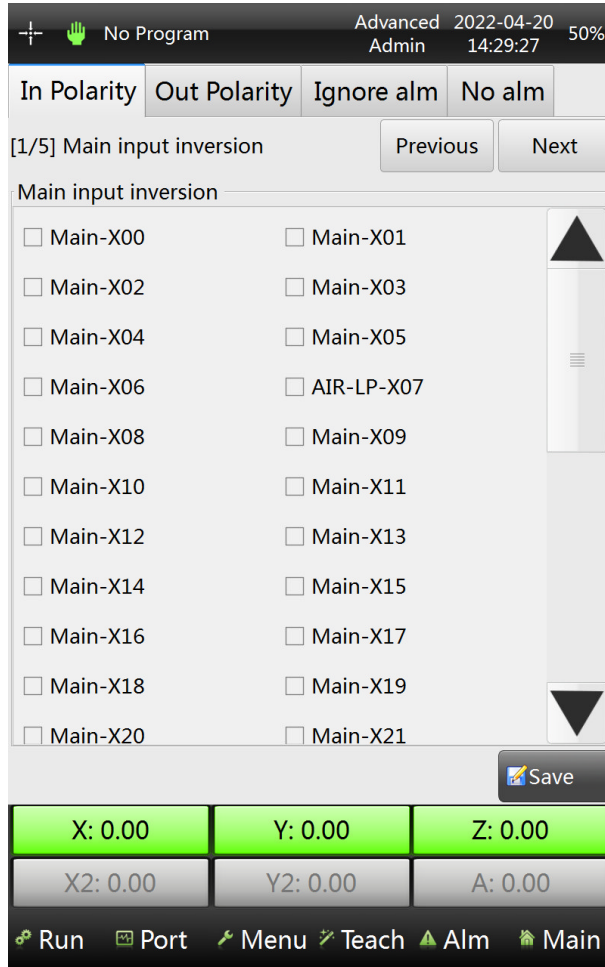 No Program Advanced Admin 2022-04-20 14:29:27 50%
In Polarity Out Polarity Ignore alm No alm
[1/5] Main input inversion Previous Next
Main input inversion
Main-X00 Main-X01
Main-X02 Main-X03
Main-X04 Main-X05
Main-X06 AIR-LP-X07
Main-X08 Main-X09
Main-X10 Main-X11
Main-X12 Main-X13
Main-X14 Main-X15
Main-X16 Main-X17
Main-X18 Main-X19
Main-X20 Main-X21
Save
X: 0.00 Y: 0.00 Z: 0.00
X2: 0.00 Y2: 0.00 A: 0.00
Run Port Menu Teach Alm Main